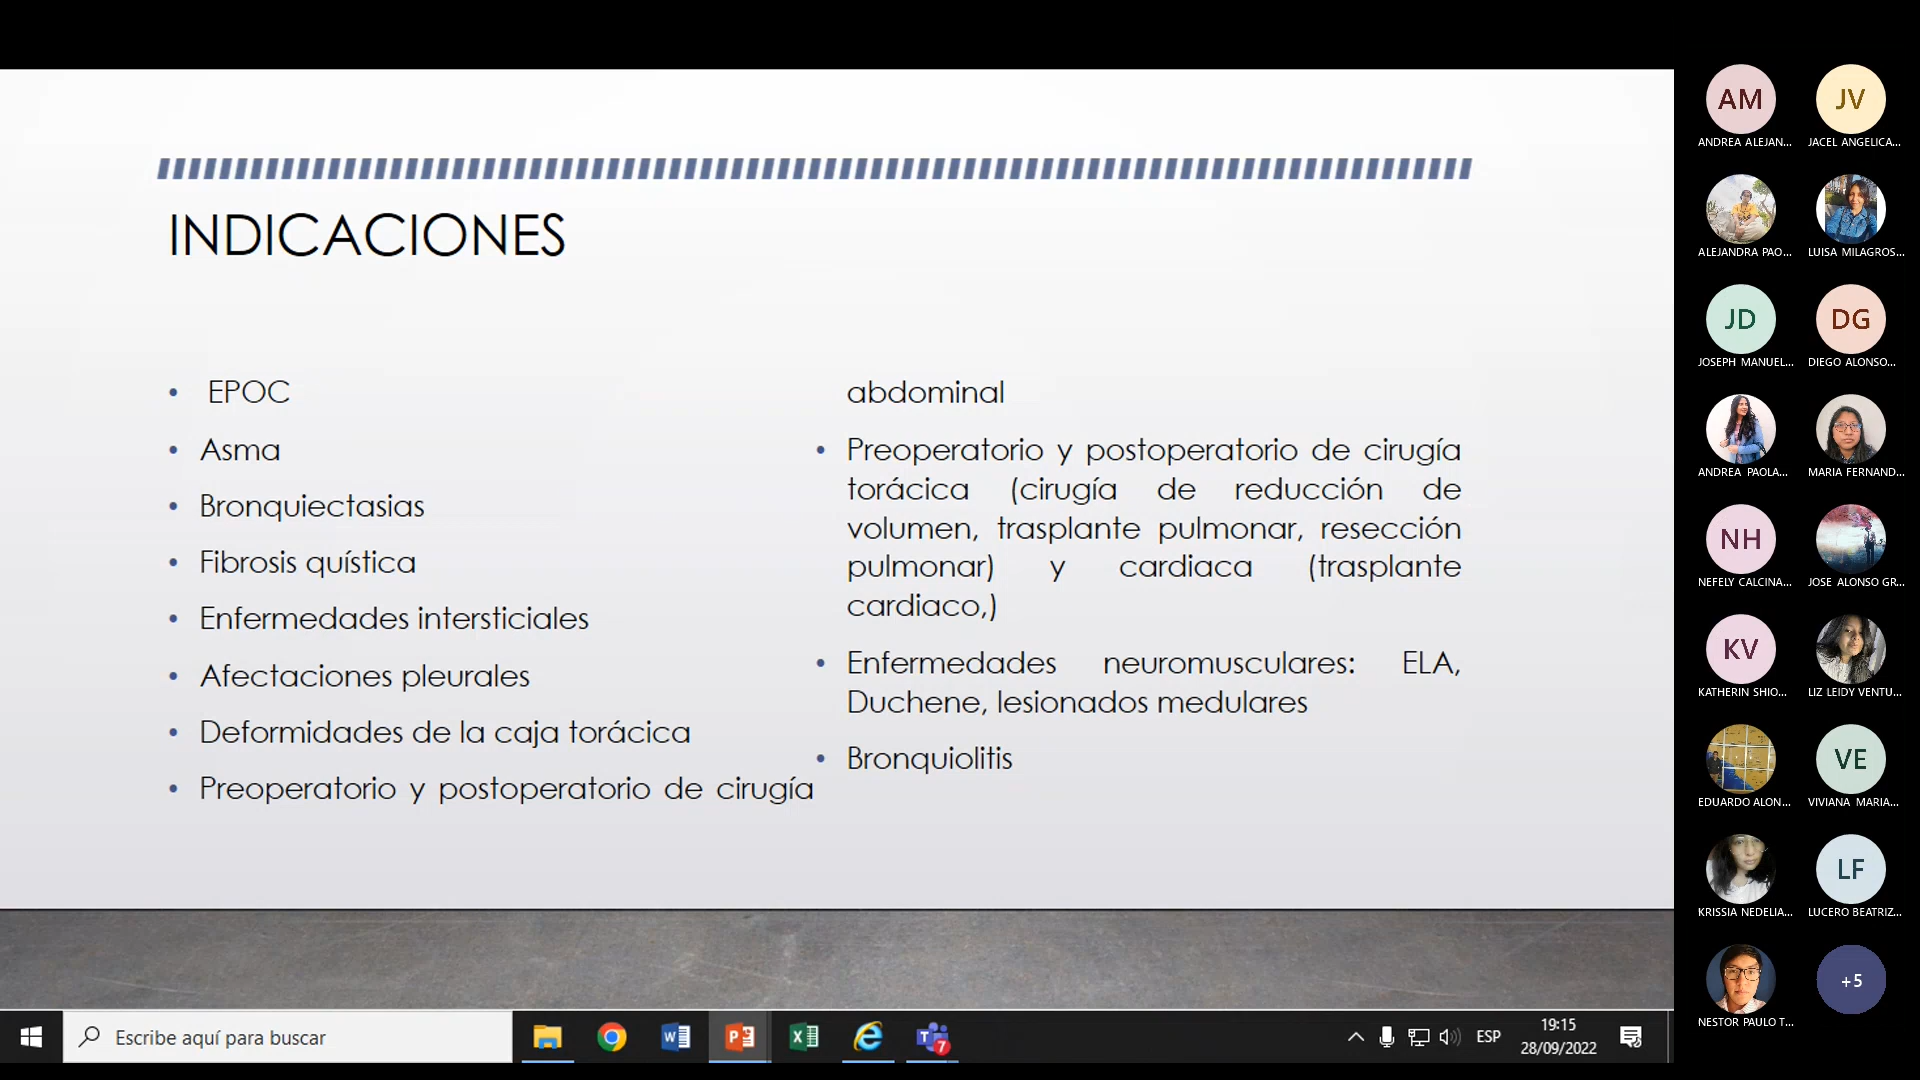 INDICACIONES
• EPOC
• Asma
• Bronquiectasias
• Fibrosis quística
• Enfermedades intersticiales
• Afectaciones pleurales
• Deformidades de la caja torácica
• Preoperatorio y postoperatorio de cirugía
abdominal
• Preoperatorio y postoperatorio de cirugía
torácica (cirugía de reducción de
volumen, trasplante pulmonar, resección
pulmonar) y cardiaca (trasplante
cardiaco,)
• Enfermedades neuromusculares: ELA,
Duchene, lesionados medulares
• Bronquiolitis
AM
ANDREA ALEJAN...
JV
JACEL ANGELICA...
ALEJANDRA PAO...
LUISA MILAGROS...
JD
JOSEPH MANUEL...
DG
DIEGO ALONSO...
ANDREA PAOLA...
MARIA FERNAND...
NH
NEFELY CALCINA...
JOSE ALONSO GR...
KV
KATHERIN SHIO...
LIZ LEIDY VENTU...
EDUARDO ALON...
VE
VIVIANA MARIA...
KRISSIA NEDELIA...
LF
LUCERO BEATRIZ...
NESTOR PAULO T...
+5
Escribe aquí para buscar
7
ESP
19:15
28/09/2022